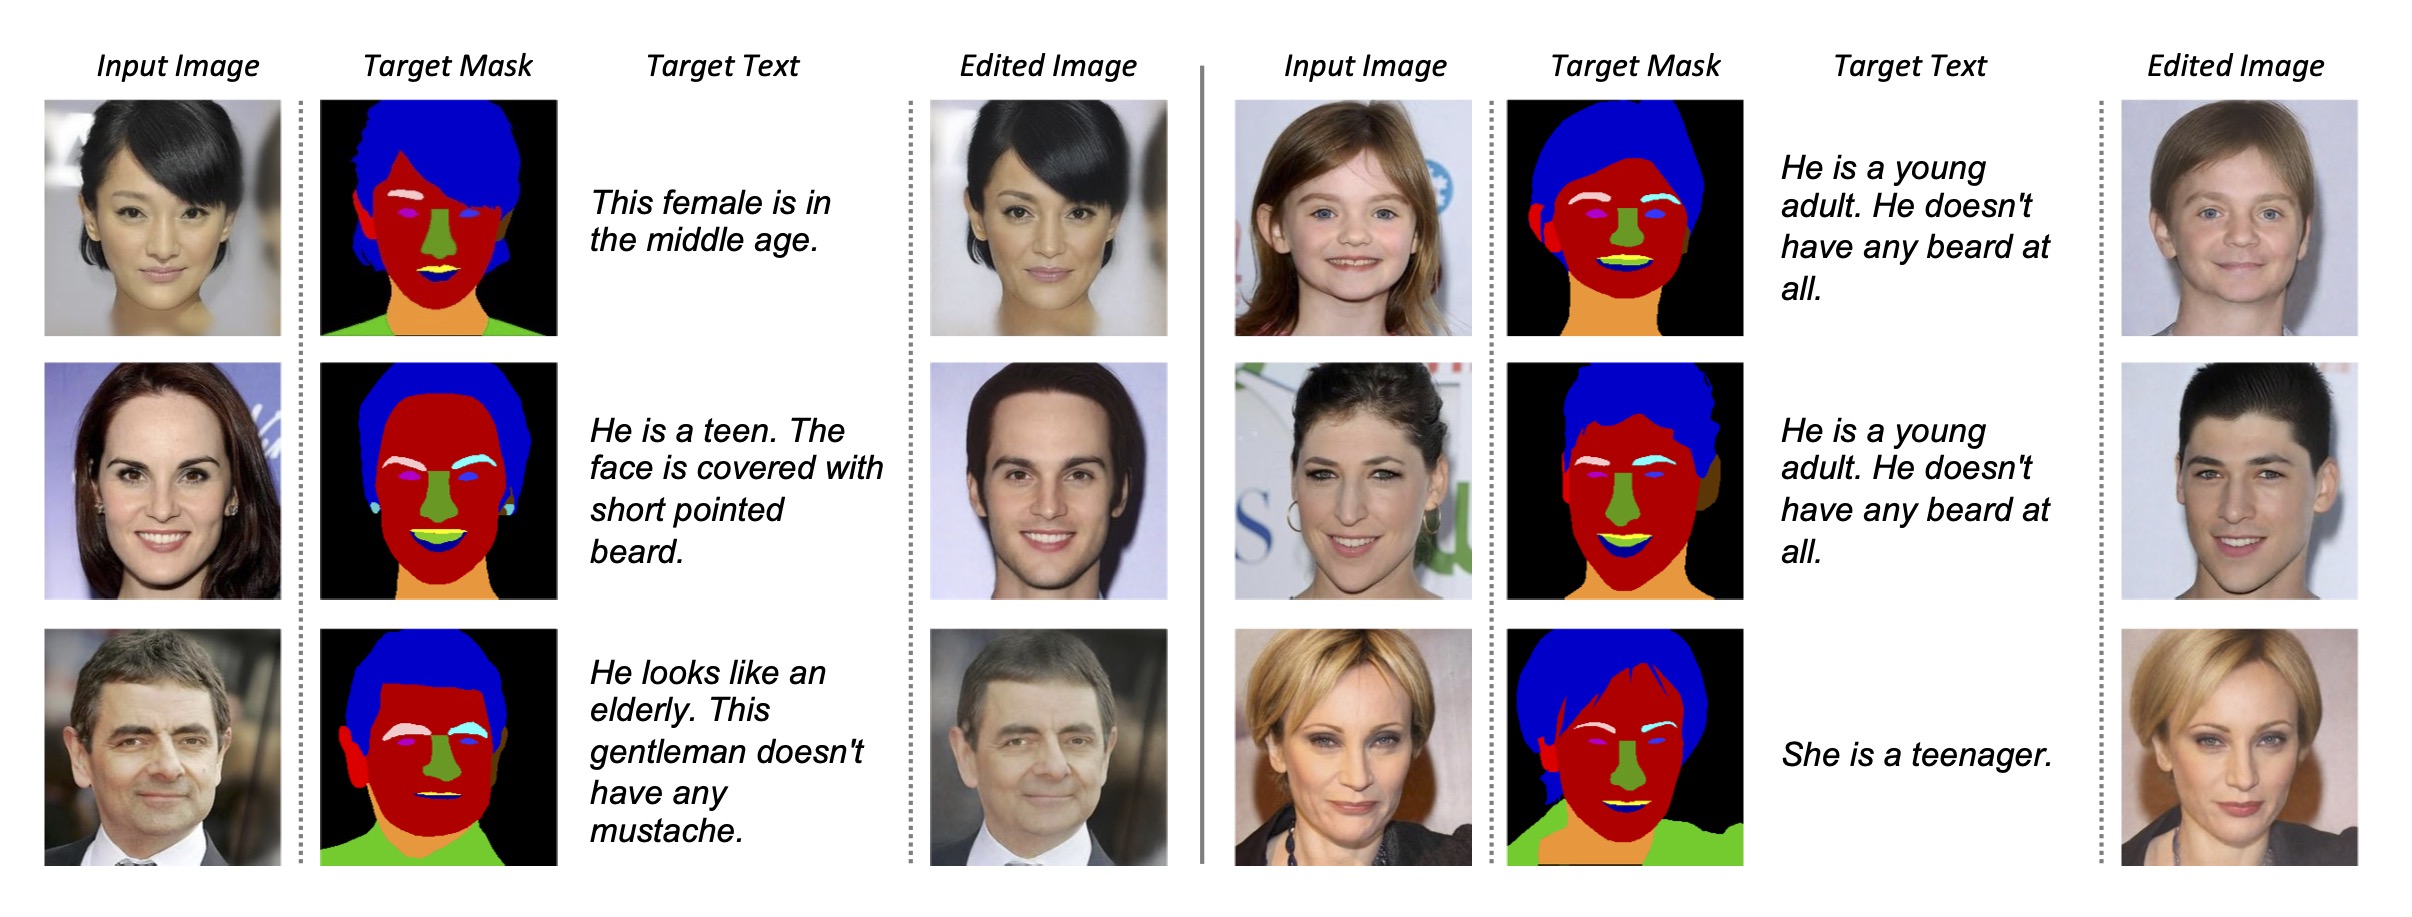 Input Image
Target Mask
Target Text
Edited Image
Input Image
Target Mask
Target Text
Edited Image
This female is in
the middle age.
He is a young
adult. He doesn't
have any beard at
all.
He is a teen. The
face is covered with
short pointed
beard.
S
He is a young
adult. He doesn't
have any beard at
all.
He looks like an
elderly. This
gentleman doesn't
have any
mustache.
She is a teenager.